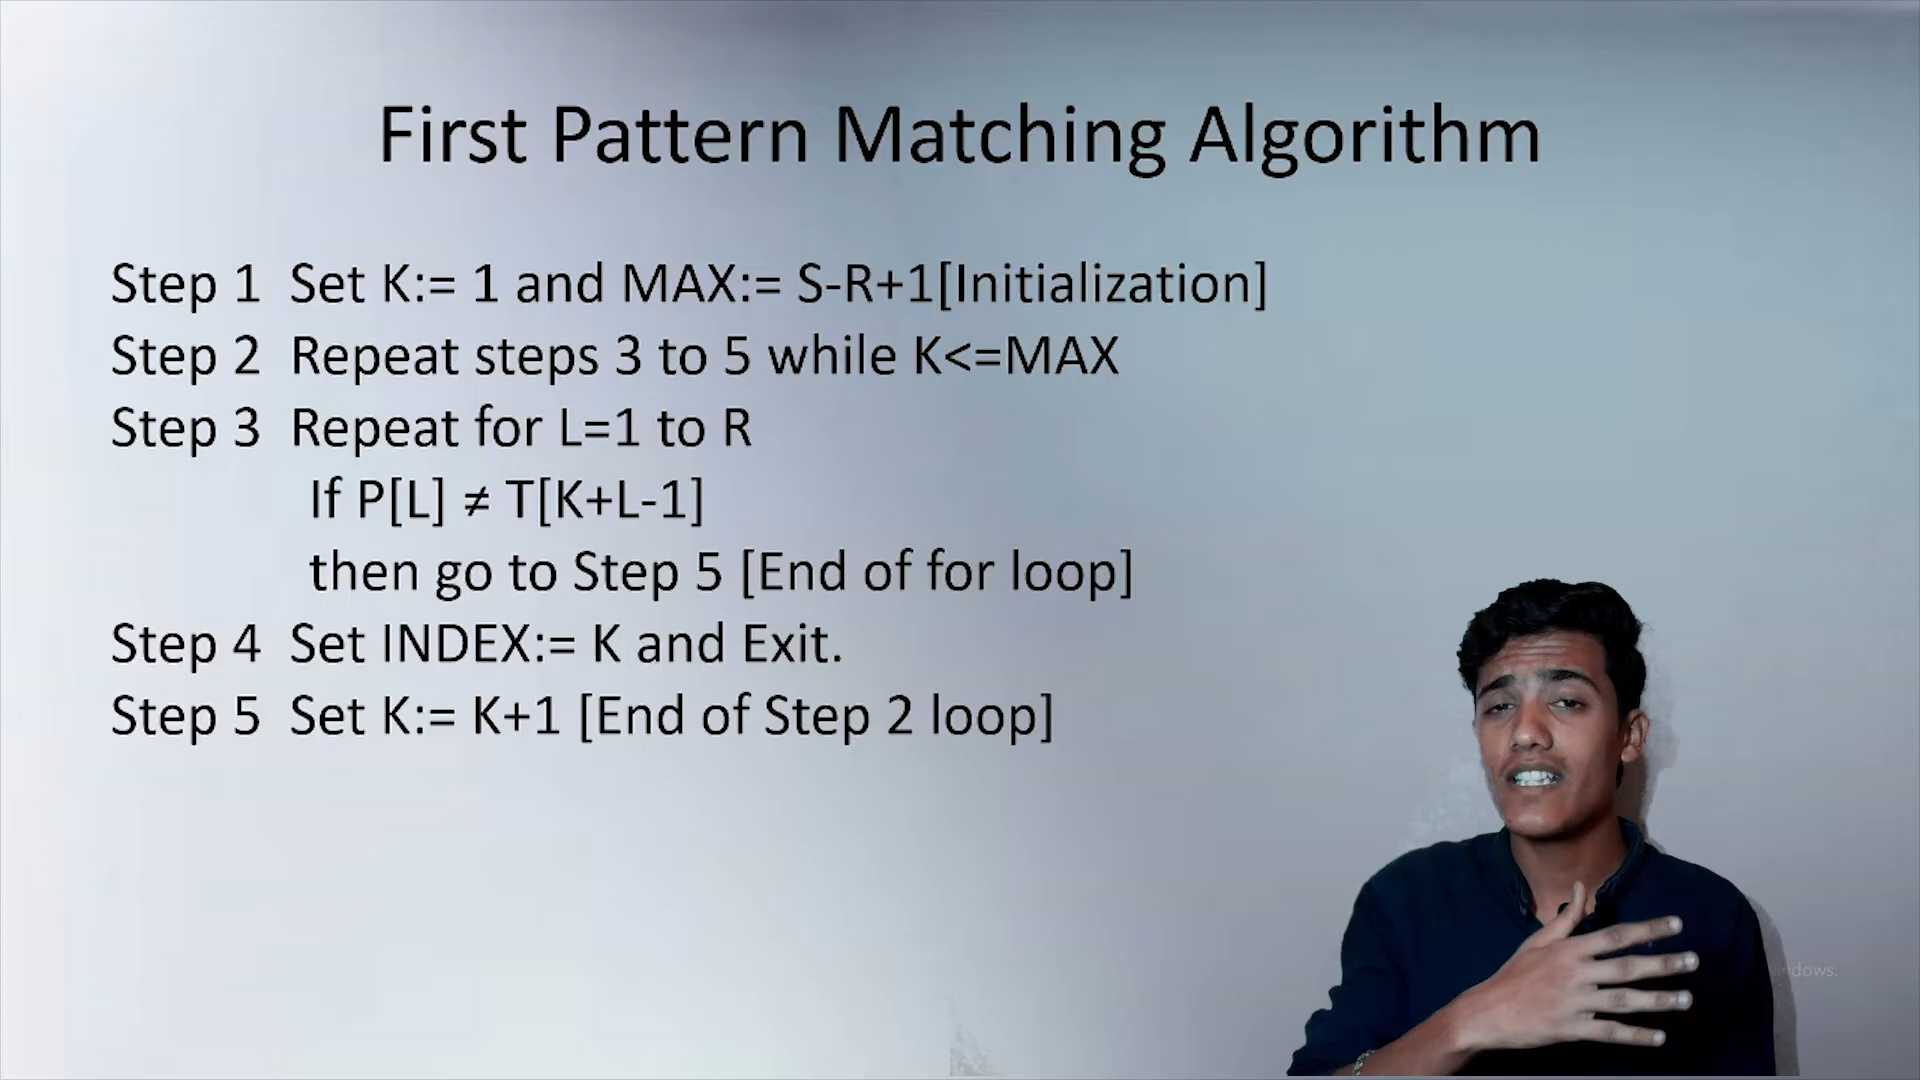 First Pattern Matching Algorithm
Step 1 Set K:= 1 and MAX:= S-R+1[Initialization]
Step 2 Repeat steps 3 to 5 while K<=MAX
Step 3 Repeat for L=1 to R
If P[L] ≠ T[K+L-1]
then go to Step 5 [End of for loop]
Step 4 Set INDEX:= K and Exit.
Step 5 Set K:= K+1 [End of Step 2 loop]